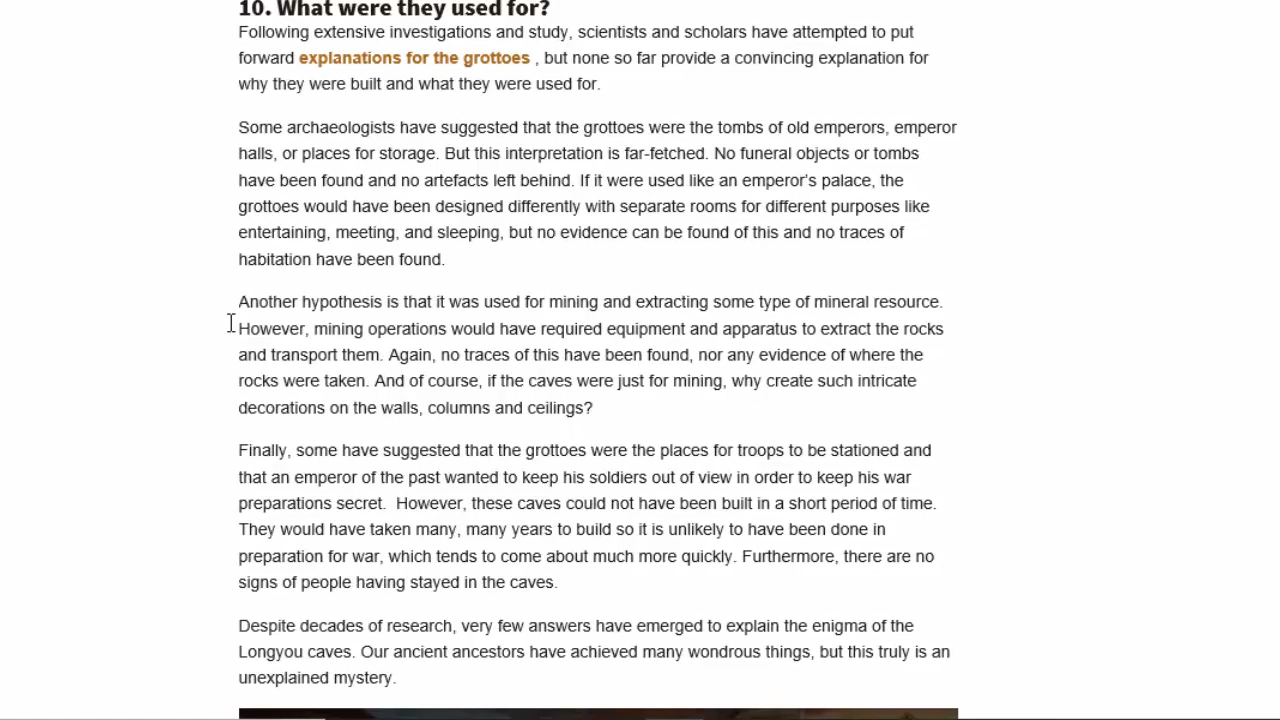 10. What were they used for?
Following extensive investigations and study, scientists and scholars have attempted to put
forward explanations for the grottoes , but none so far provide a convincing explanation for
why they were built and what they were used for.
Some archaeologists have suggested that the grottoes were the tombs of old emperors, emperor
halls, or places for storage. But this interpretation is far-fetched. No funeral objects or tombs
have been found and no artefacts left behind. If it were used like an emperor's palace, the
grottoes would have been designed differently with separate rooms for different purposes like
entertaining, meeting, and sleeping, but no evidence can be found of this and no traces of
habitation have been found.
Another hypothesis is that it was used for mining and extracting some type of mineral resource.
However, mining operations would have required equipment and apparatus to extract the rocks
and transport them. Again, no traces of this have been found, nor any evidence of where the
rocks were taken. And of course, if the caves were just for mining, why create such intricate
decorations on the walls, columns and ceilings?
Finally, some have suggested that the grottoes were the places for troops to be stationed and
that an emperor of the past wanted to keep his soldiers out of view in order to keep his war
preparations secret.  However, these caves could not have been built in a short period of time.
They would have taken many, many years to build so it is unlikely to have been done in
preparation for war, which tends to come about much more quickly. Furthermore, there are no
signs of people having stayed in the caves.
Despite decades of research, very few answers have emerged to explain the enigma of the
Longyou caves. Our ancient ancestors have achieved many wondrous things, but this truly is an
unexplained mystery.